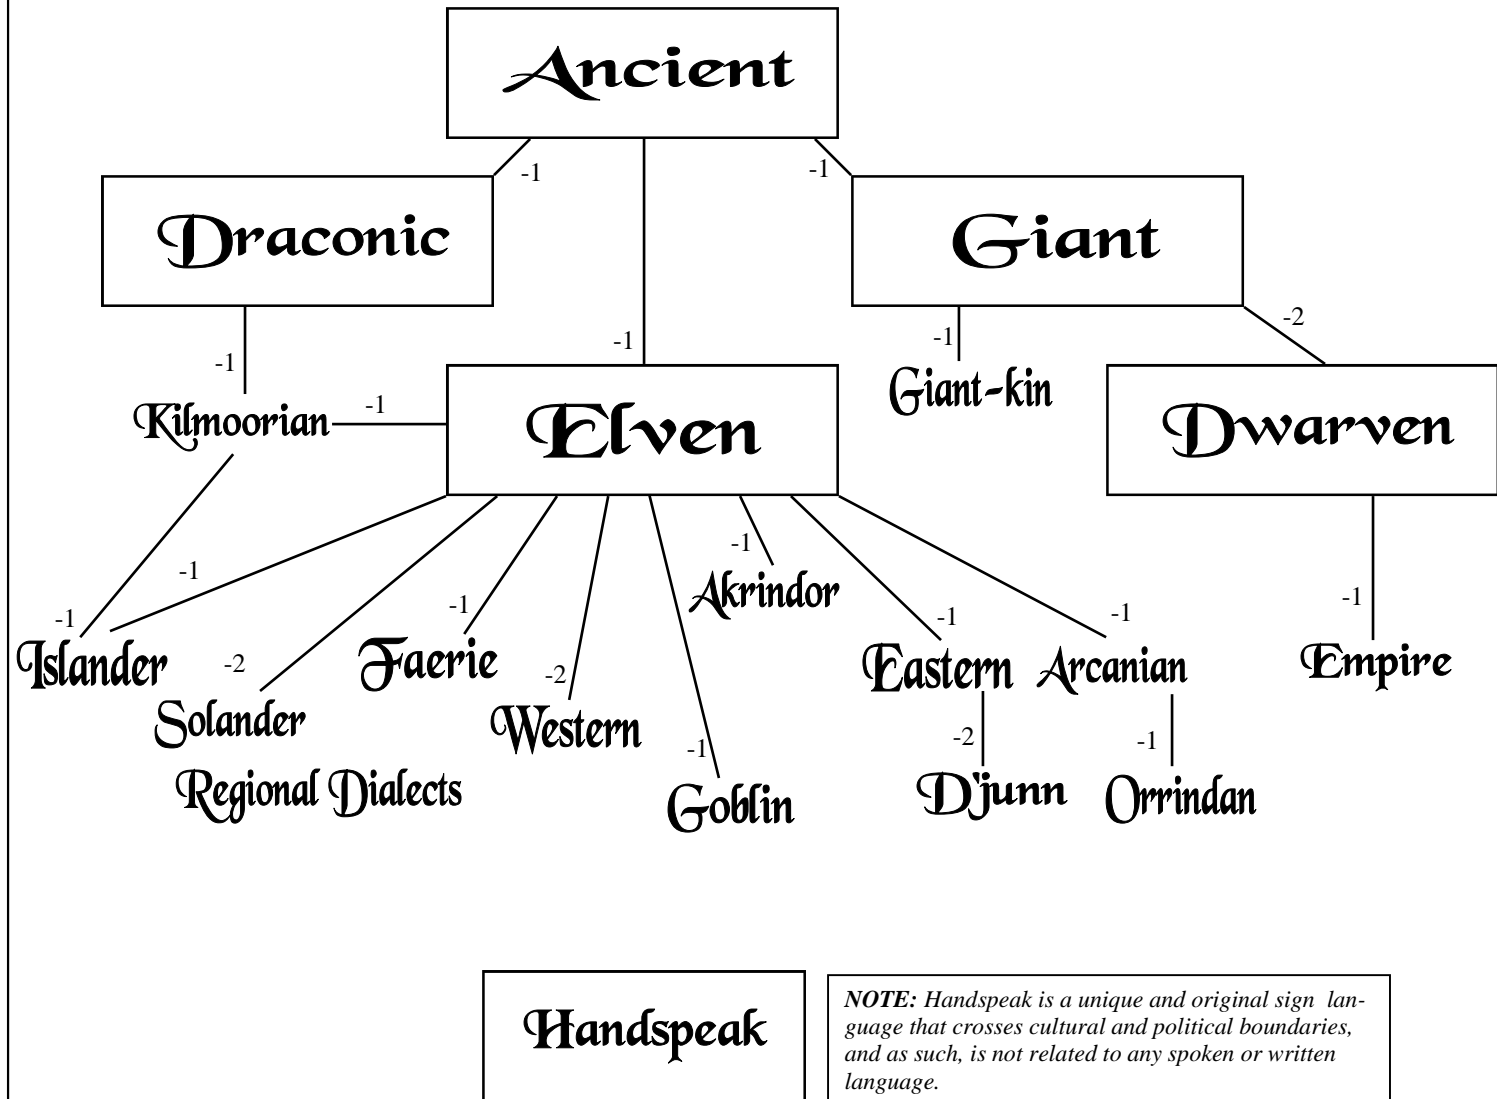 Ancient
-1
-1
Draconic
Giant
-2
-1
-1
-1
Giant-kin
-1
Kilmoorian
Elven
Dwarven
-1
Akrindor
-1
-1
-1
-1
-1
-1
Islander
-2
Faerie
-2
Eastern
Arcanian
Empire
Solander
Western
-1
-2
-1
Regional Dialects
Goblin
D'junn
Orrindan
Handspeak
NOTE: Handspeak is a unique and original sign lan-
guage that crosses cultural and political boundaries,
and as such, is not related to any spoken or written
language.